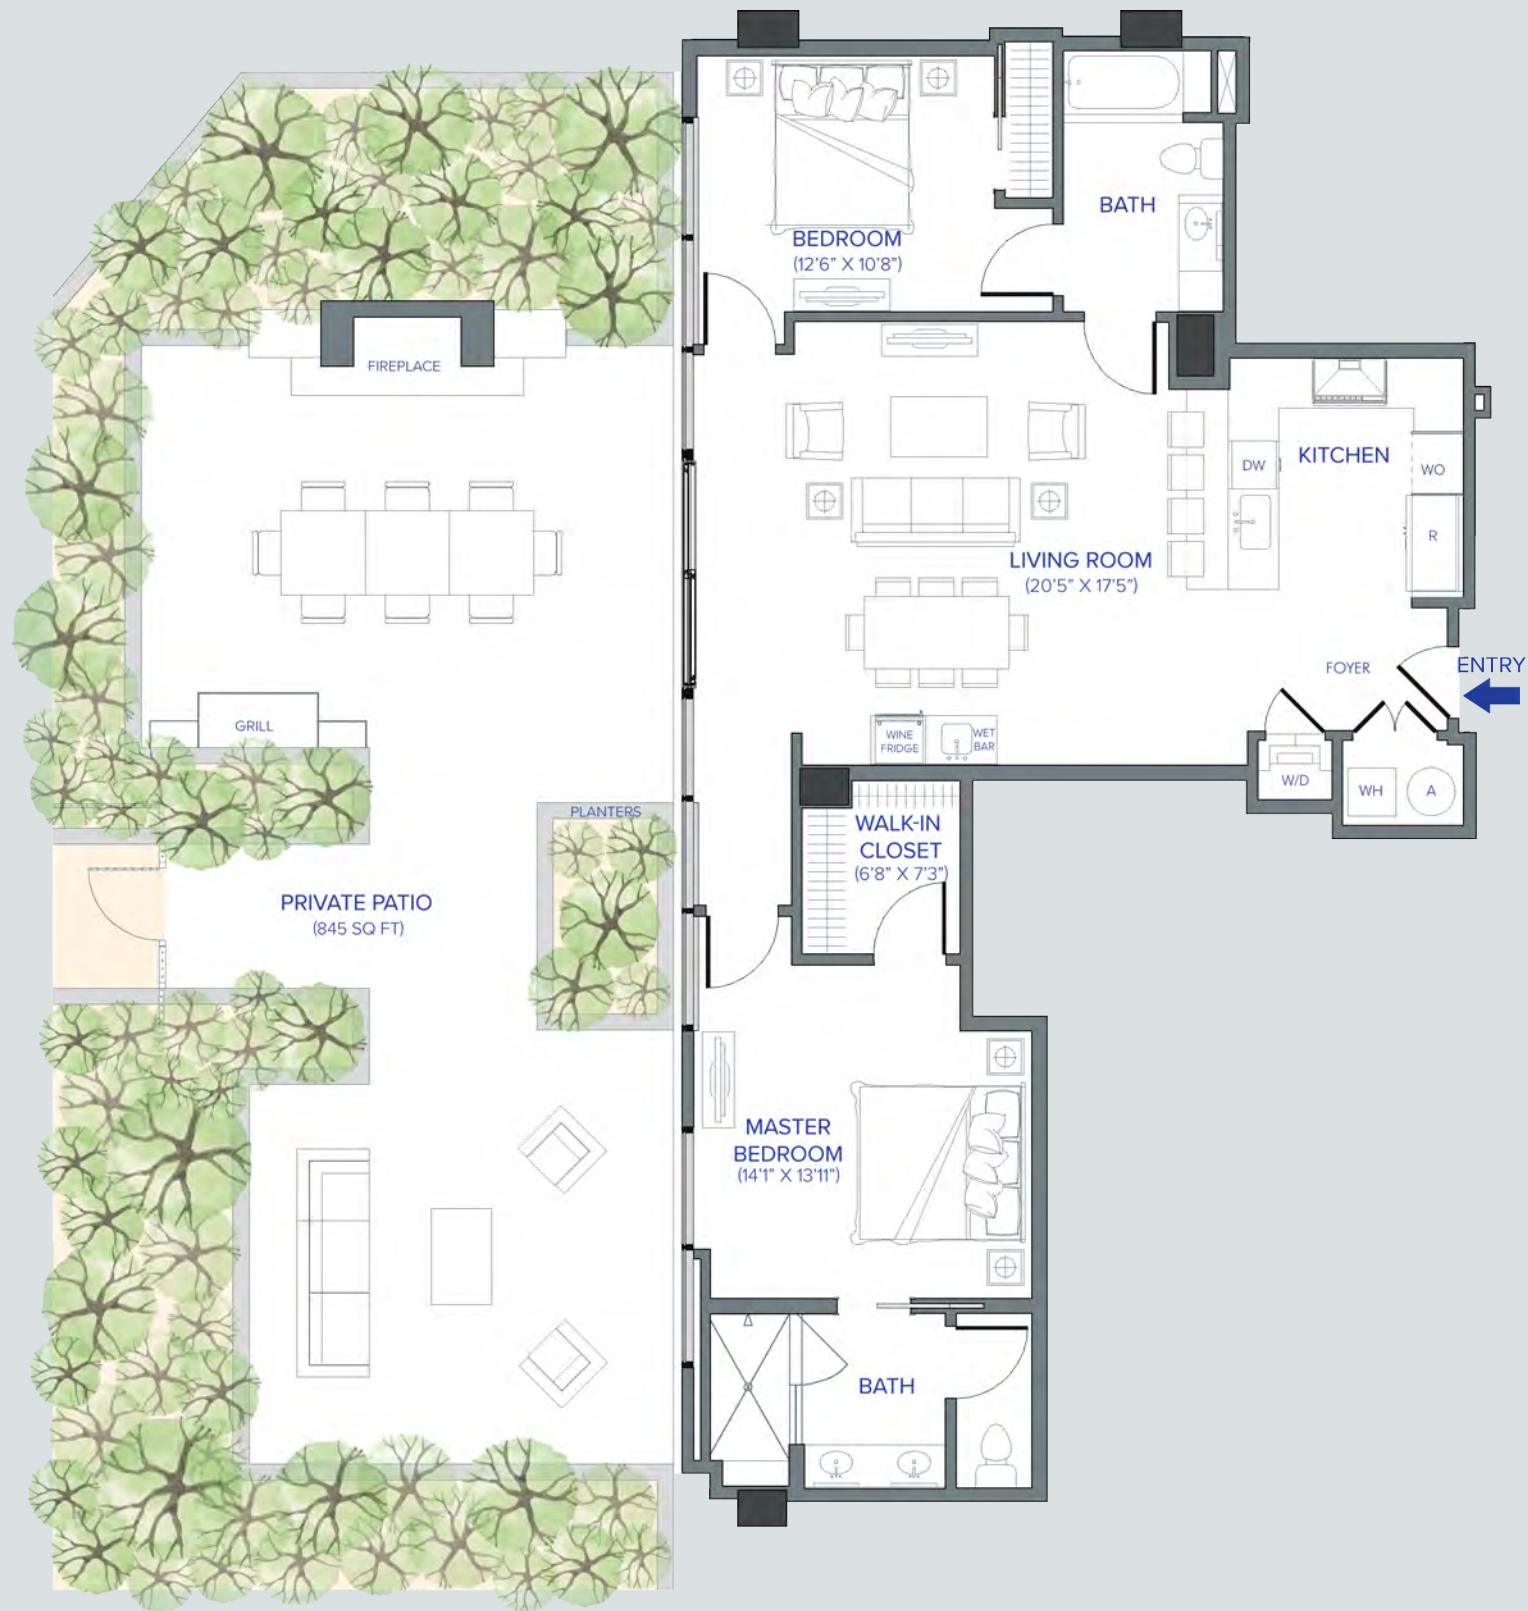 BATH
BEDROOM
(12'6" X 10'8")
FIREPLACE
KITCHEN
DW
WO
R
LIVING ROOM
(20'5" X 17'5")
FOYER
ENTRY
GRILL
WINE
FRIDGE
WET
BAR
W/D
WH
A
PLANTERS
WALK-IN
CLOSET
(6'8" X 7'3")
PRIVATE PATIO
(845 SQ FT)
MASTER
BEDROOM
(14'1" X 13'11")
BATH